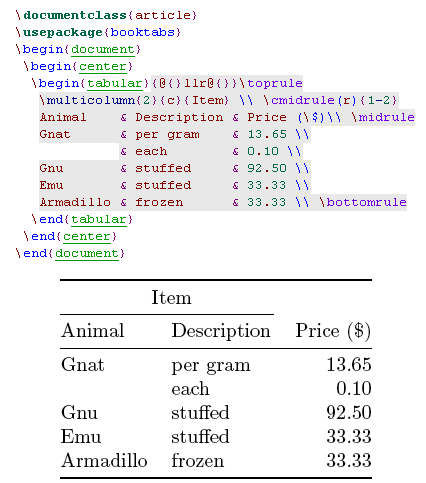 \documentclass{article}
\usepackage{booktabs}
\begin{document}
\begin{center}
\begin{tabular}{@{}llr@{}}\toprule
\multicolumn{2}{c}{Item} \\ \cmidrule(r){1-2}
Animal & Description & Price (\$)\\ \midrule
Gnat & per gram & 13.65 \\
& each & 0.10 \\
Gnu & stuffed & 92.50 \\
Emu & stuffed & 33.33 \\
Armadillo & frozen & 33.33 \\ \bottomrule
\end{tabular}
\end{center}
\end{document}
Item
Animal Description Price ($)
Gnat per gram 13.65
each 0.10
Gnu stuffed 92.50
Emu stuffed 33.33
Armadillo frozen 33.33